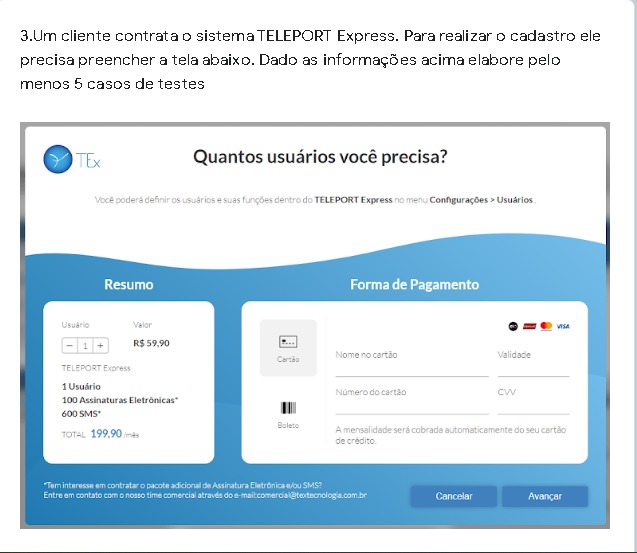 3.Um cliente contrata o sistema TELEPORT Express. Para realizar o cadastro ele
precisa preencher a tela abaixo. Dado as informações acima elabore pelo
menos 5 casos de testes
TEx
Quantos usuários você precisa?
Você poderá definir os usuários e suas funções dentro do TELEPORT Express no menu Configurações > Usuários.
Resumo
Forma de Pagamento
Usuário
Valor
− 1 +
R$ 59,90
TELEPORT Express
1 Usuário
100 Assinaturas Eletrônicas*
600 SMS*
TOTAL 199,90 /mês
Cartão
Boleto
VISA
Nome no cartão
Validade
Número do cartão
CVV
A mensalidade será cobrada automaticamente do seu cartão
de crédito.
*Tem interesse em contratar o pacote adicional de Assinatura Eletrônica e/ou SMS?
Entre em contato com o nosso time comercial através do e-mail:comercial@textecnologia.com.br
Cancelar
Avançar